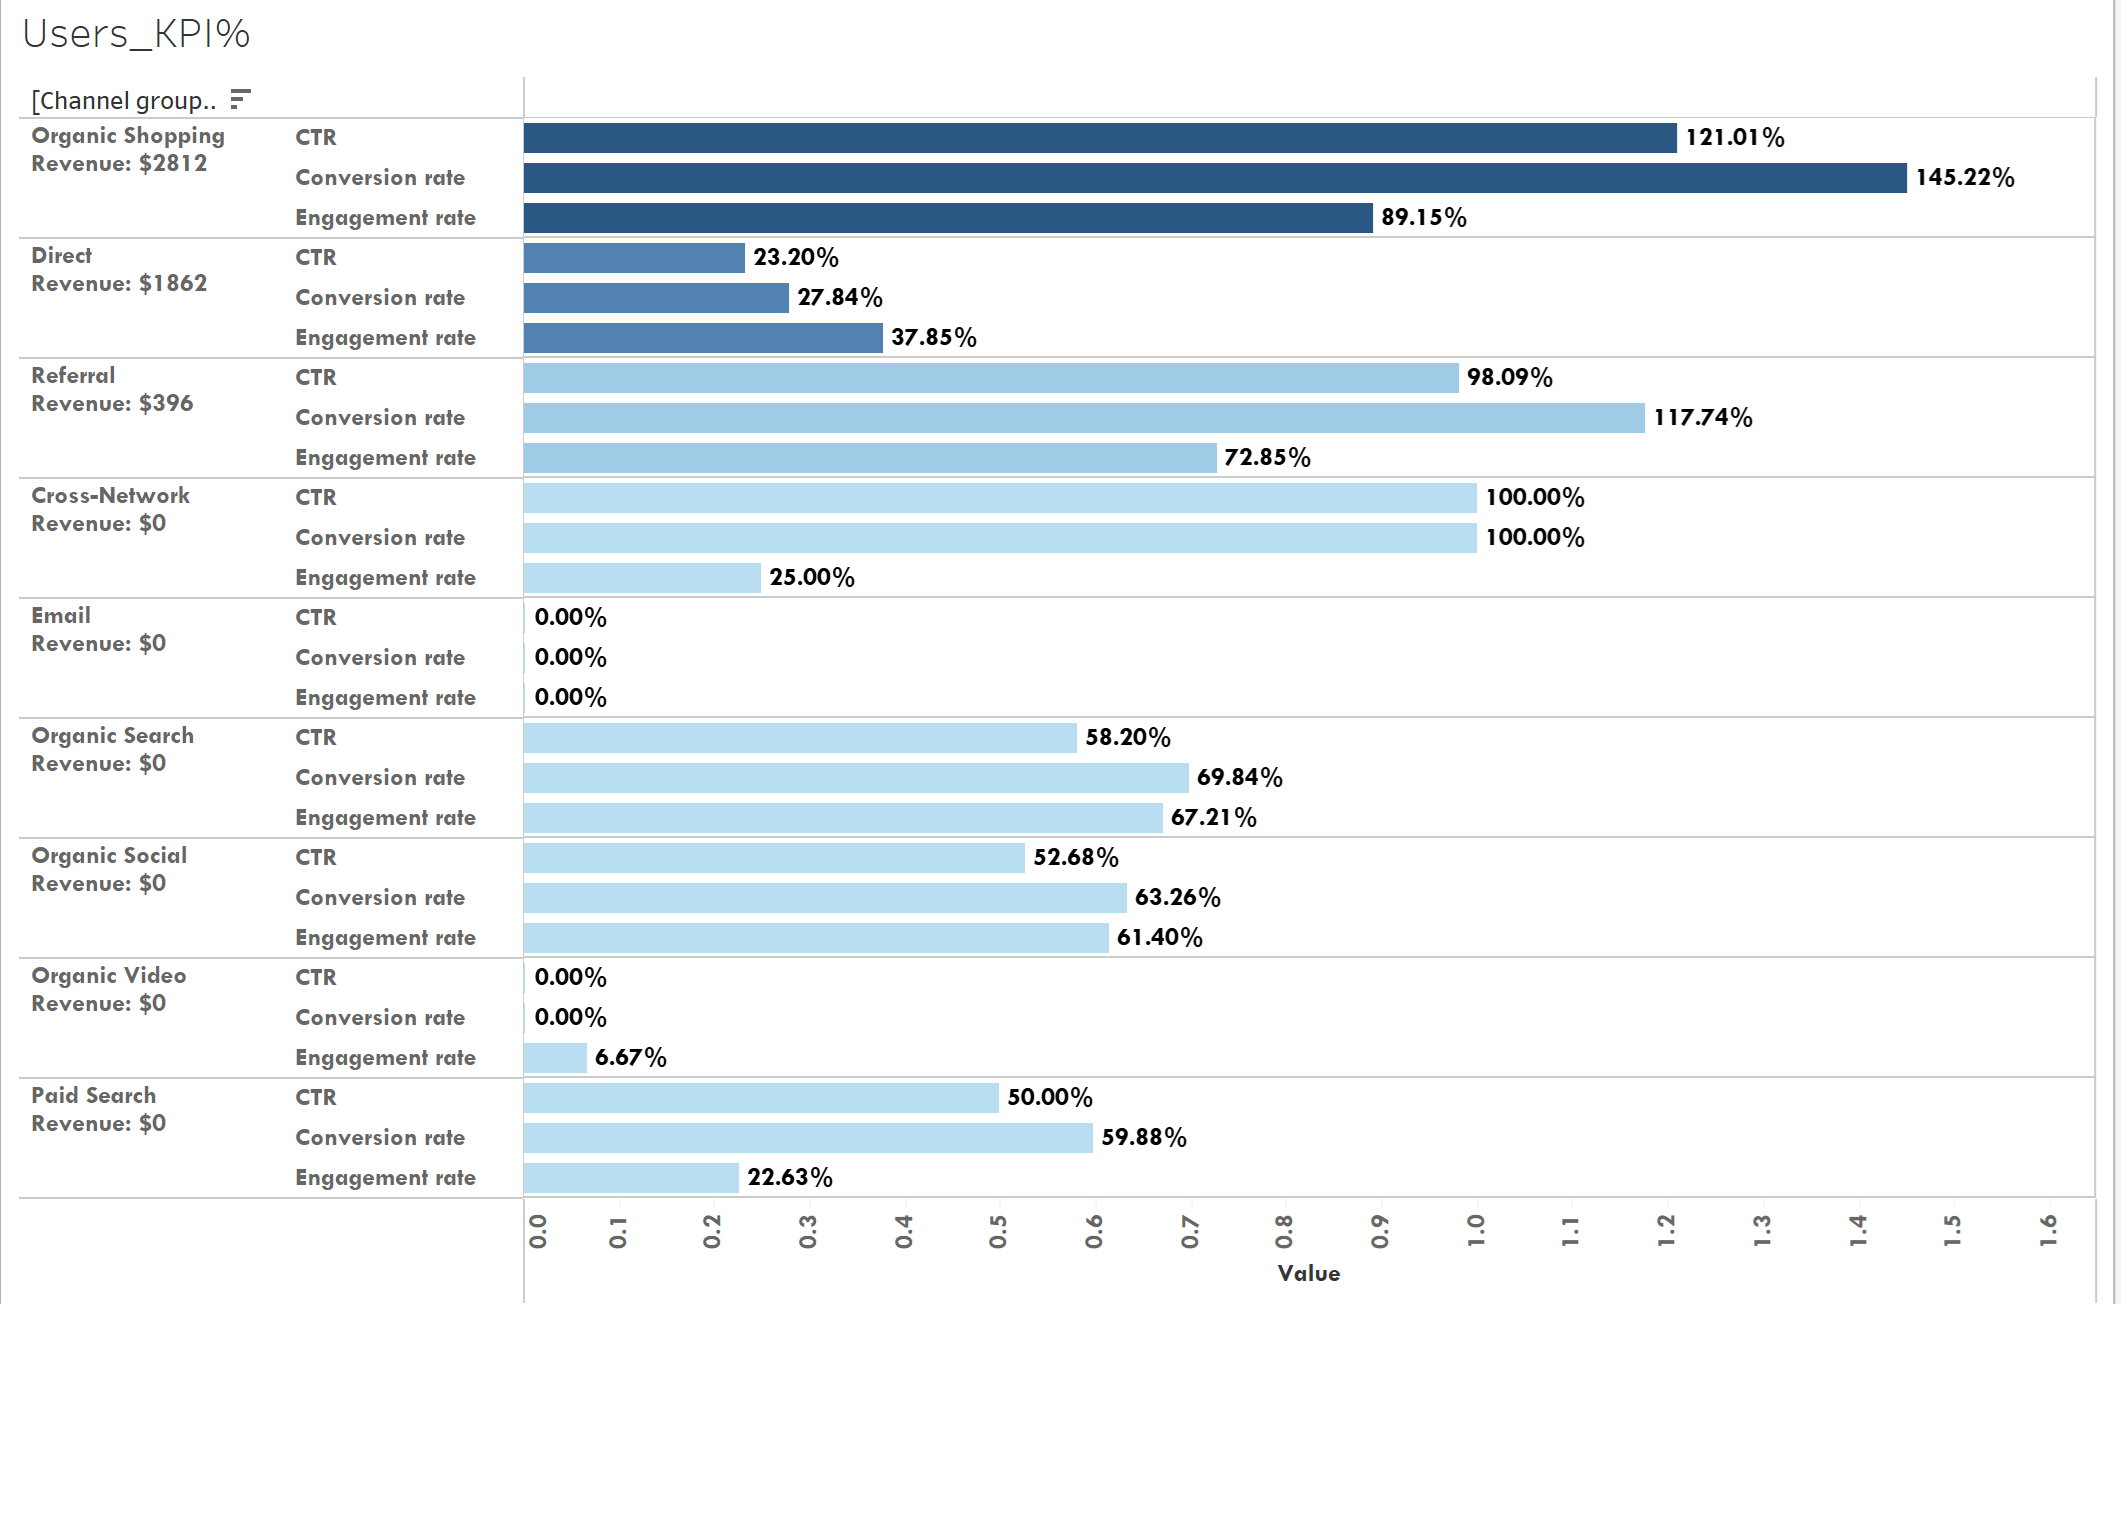 Users_KPI%
[Channel group..
Organic Shopping
Revenue: $2812
CTR
121.01%
Conversion rate
145.22%
Engagement rate
89.15%
Direct
Revenue: $1862
CTR
23.20%
Conversion rate
27.84%
Engagement rate
37.85%
Referral
Revenue: $396
CTR
98.09%
Conversion rate
117.74%
Engagement rate
72.85%
Cross-Network
Revenue: $0
CTR
100.00%
Conversion rate
100.00%
Engagement rate
25.00%
Email
Revenue: $0
CTR
0.00%
Conversion rate
0.00%
Engagement rate
0.00%
Organic Search
Revenue: $0
CTR
58.20%
Conversion rate
69.84%
Engagement rate
67.21%
Organic Social
Revenue: $0
CTR
52.68%
Conversion rate
63.26%
Engagement rate
61.40%
Organic Video
Revenue: $0
CTR
0.00%
Conversion rate
0.00%
Engagement rate
6.67%
Paid Search
Revenue: $0
CTR
50.00%
Conversion rate
59.88%
Engagement rate
22.63%
0.0
0.1
0.2
0.3
0.4
0.5
0.6
0.7
0.8
0.9
1.0
1.1
1.2
1.3
1.4
1.5
1.6
Value